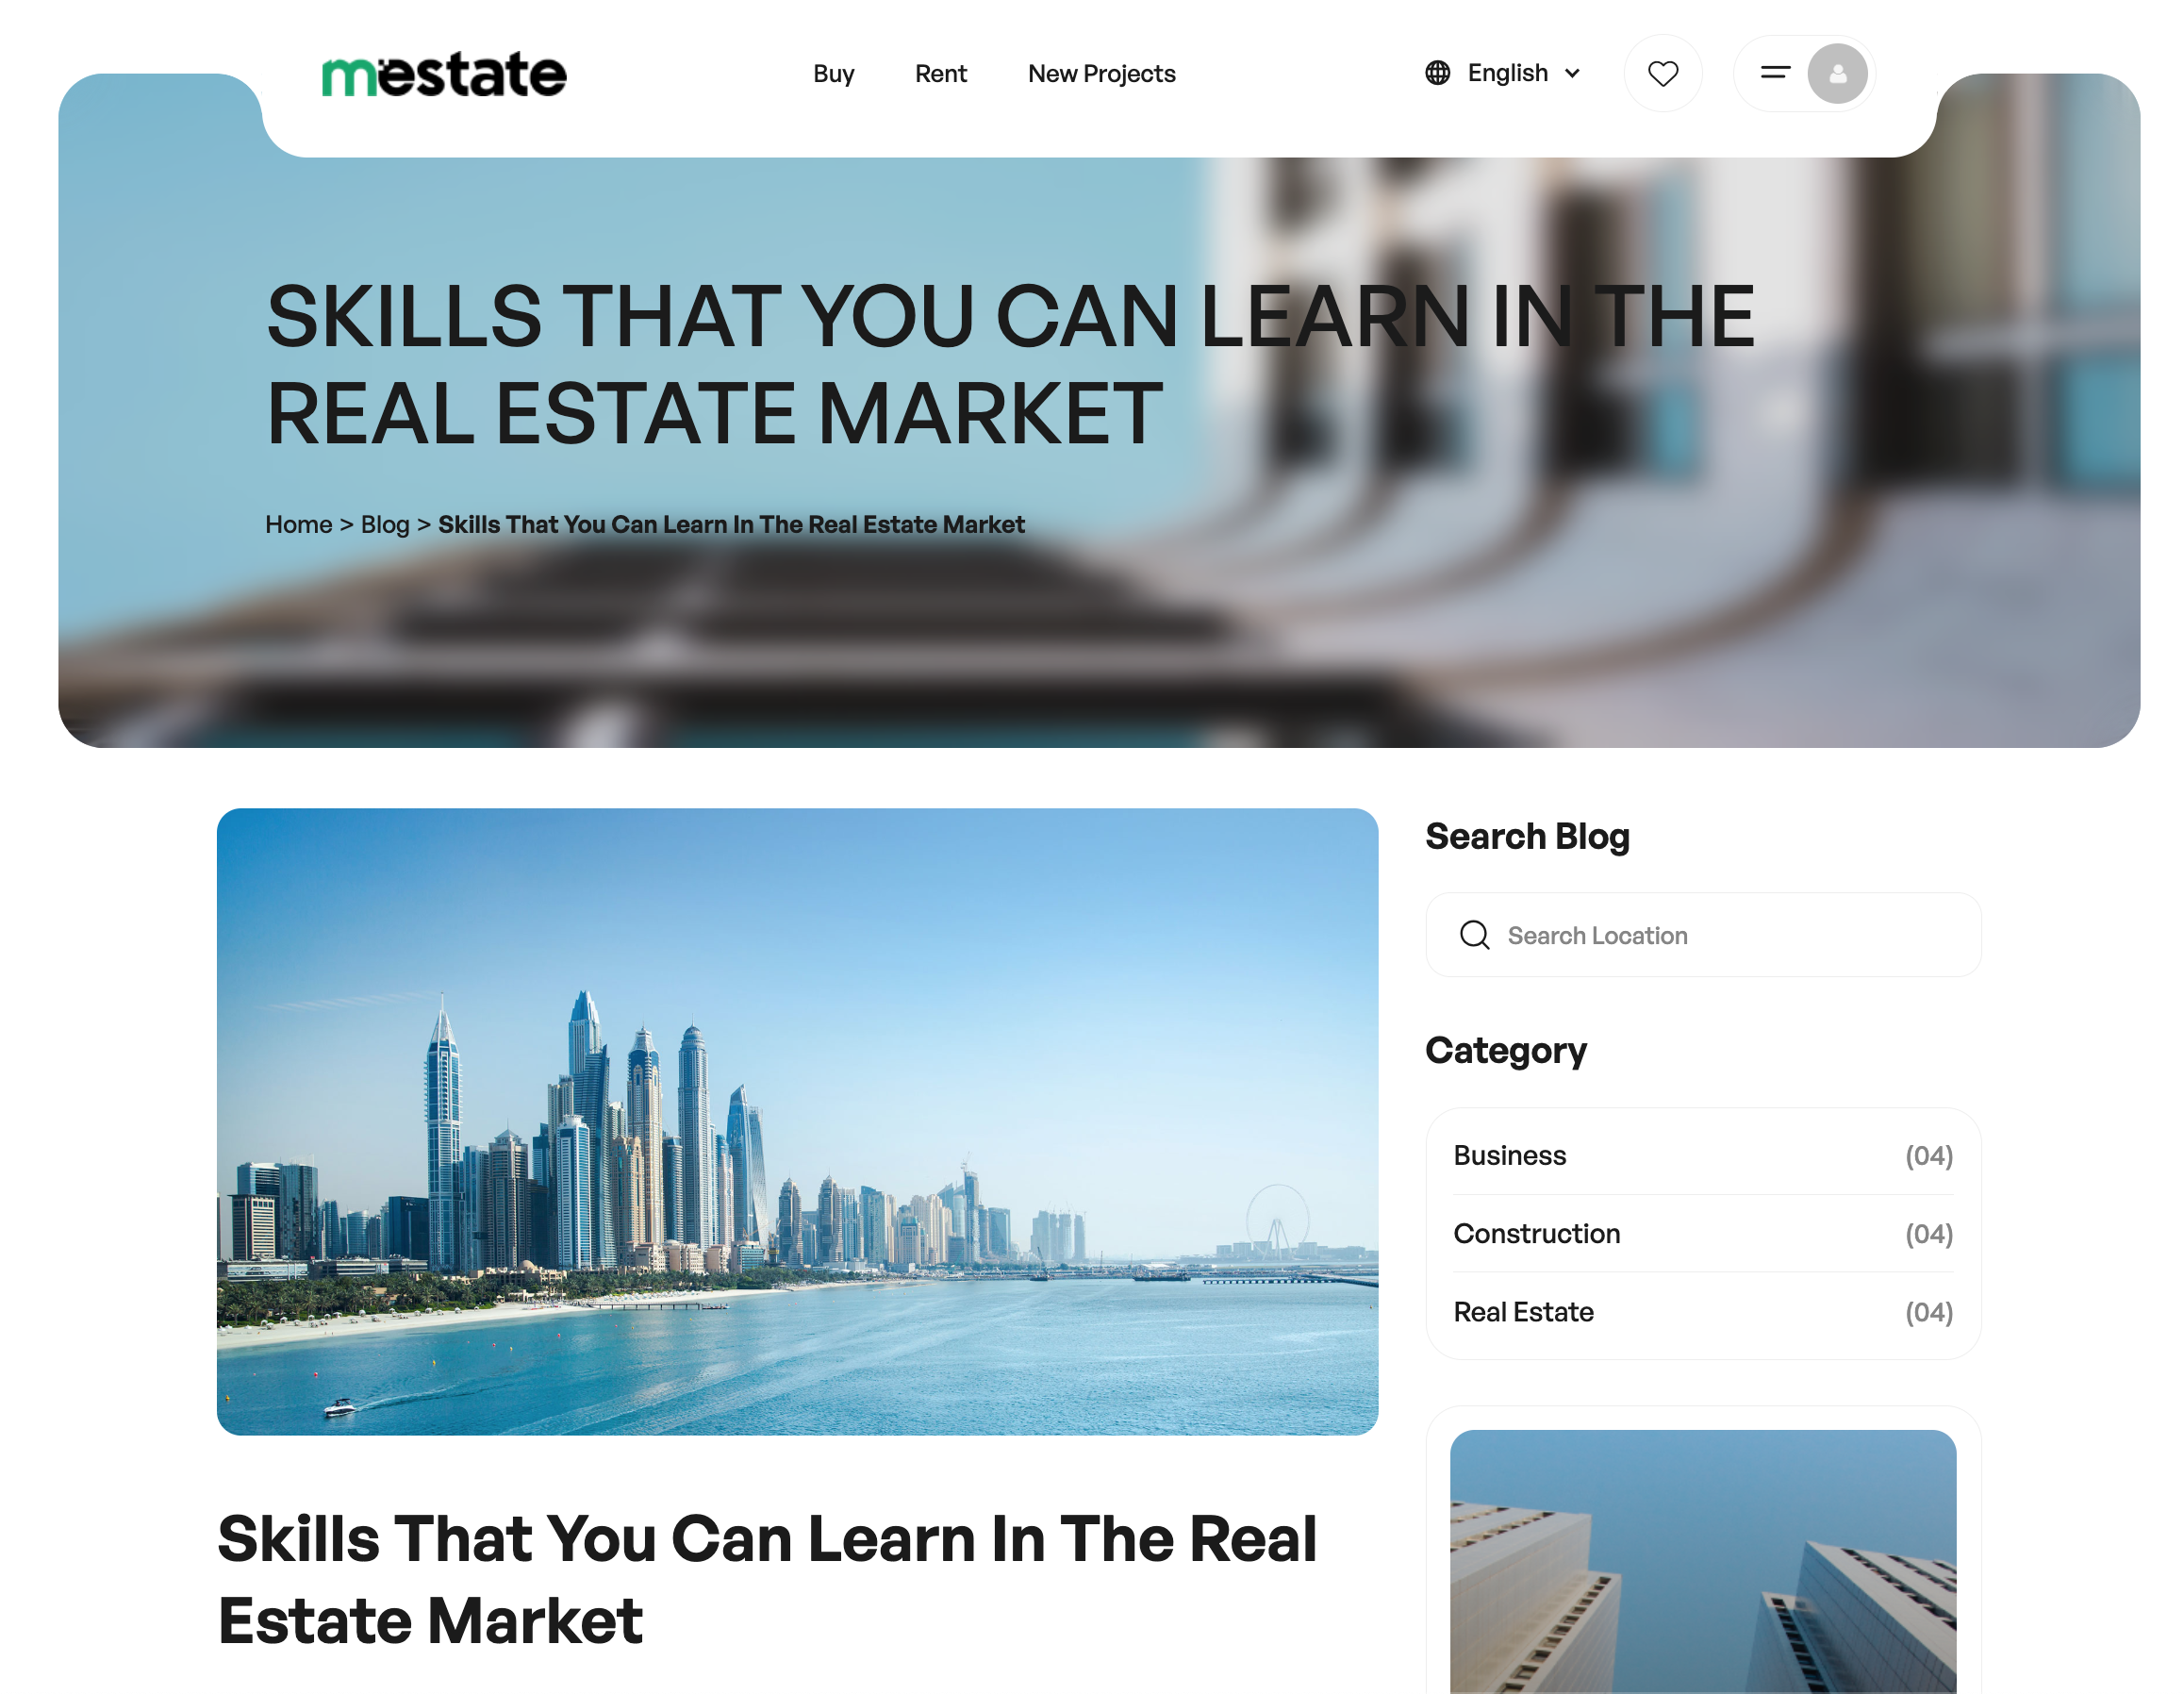 mestate
Buy
Rent
New Projects
English
SKILLS THAT YOU CAN LEARN IN THE
REAL ESTATE MARKET
Home > Blog > Skills That You Can Learn In The Real Estate Market
Search Blog
Search Location
Category
Business (04)
Construction (04)
Real Estate (04)
Skills That You Can Learn In The Real
Estate Market